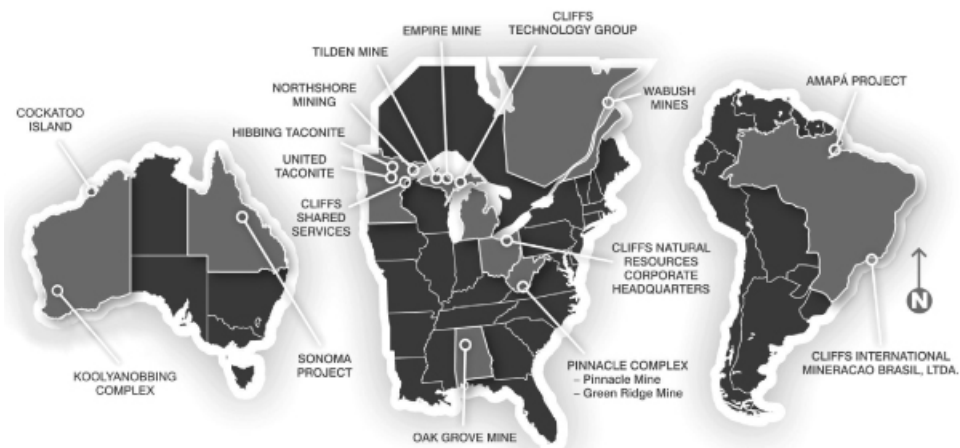 COCKATOO
ISLAND
KOOLYANOBBING
COMPLEX
SONOMA
PROJECT
CLIFFS
TECHNOLOGY GROUP
EMPIRE MINE
TILDEN MINE
NORTHSHORE
MINING
HIBBING TACONITE
UNITED
TACONITE
CLIFFS
SHARED
SERVICES
WABUSH
MINES
CLIFFS NATURAL
RESOURCES
CORPORATE
HEADQUARTERS
PINNACLE COMPLEX
– Pinnacle Mine
– Green Ridge Mine
OAK GROVE MINE
AMAPÁ PROJECT
N
CLIFFS INTERNATIONAL
MINERACAO BRASIL, LTDA.